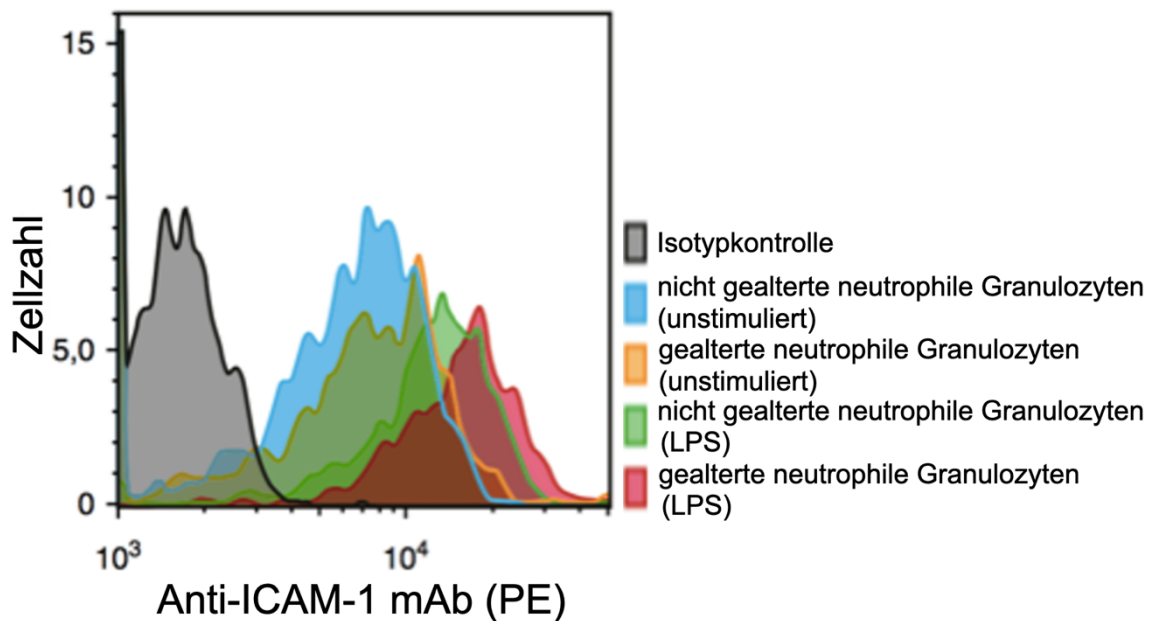 15
10
5,0
0
Zellzahl
10³
10⁴
Anti-ICAM-1 mAb (PE)
Isotypkontrolle
nicht gealterte neutrophile Granulozyten
(unstimuliert)
gealterte neutrophile Granulozyten
(unstimuliert)
nicht gealterte neutrophile Granulozyten
(LPS)
gealterte neutrophile Granulozyten
(LPS)